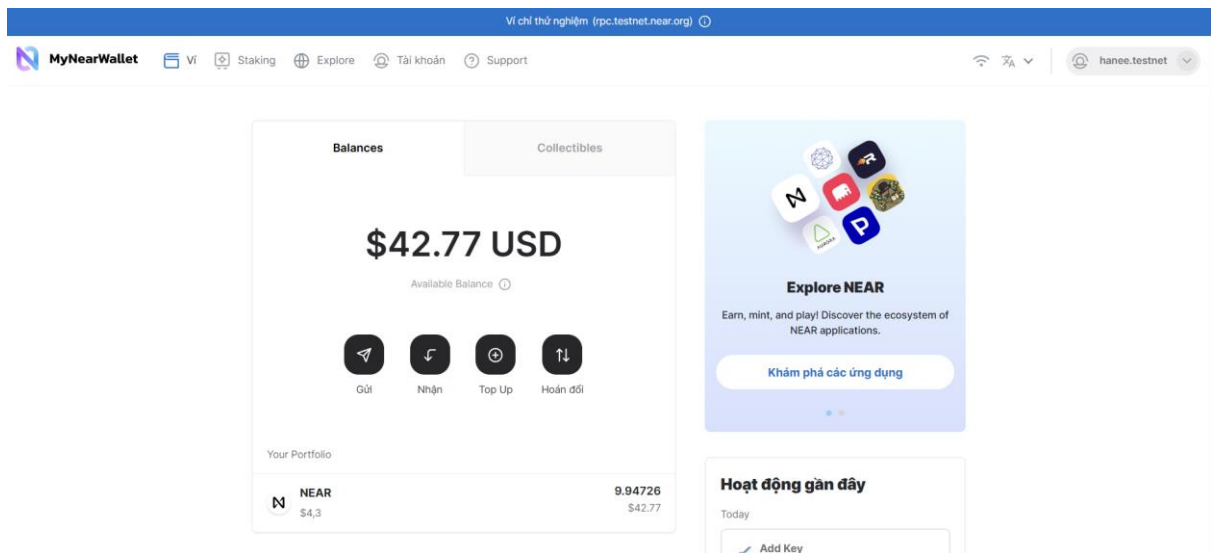 Ví chỉ thử nghiệm (rpc.testnet.near.org)
MyNearWallet Ví Staking Explore Tài khoản Support hanee.testnet
Balances Collectibles
$42.77 USD
Available Balance
Gửi Nhận Top Up Hoán đổi
Your Portfolio
NEAR 9.94726
$4,3 $42.77
AURORA
Explore NEAR
Earn, mint, and play! Discover the ecosystem of
NEAR applications.
Khám phá các ứng dụng
Hoạt động gần đây
Today
Add Key